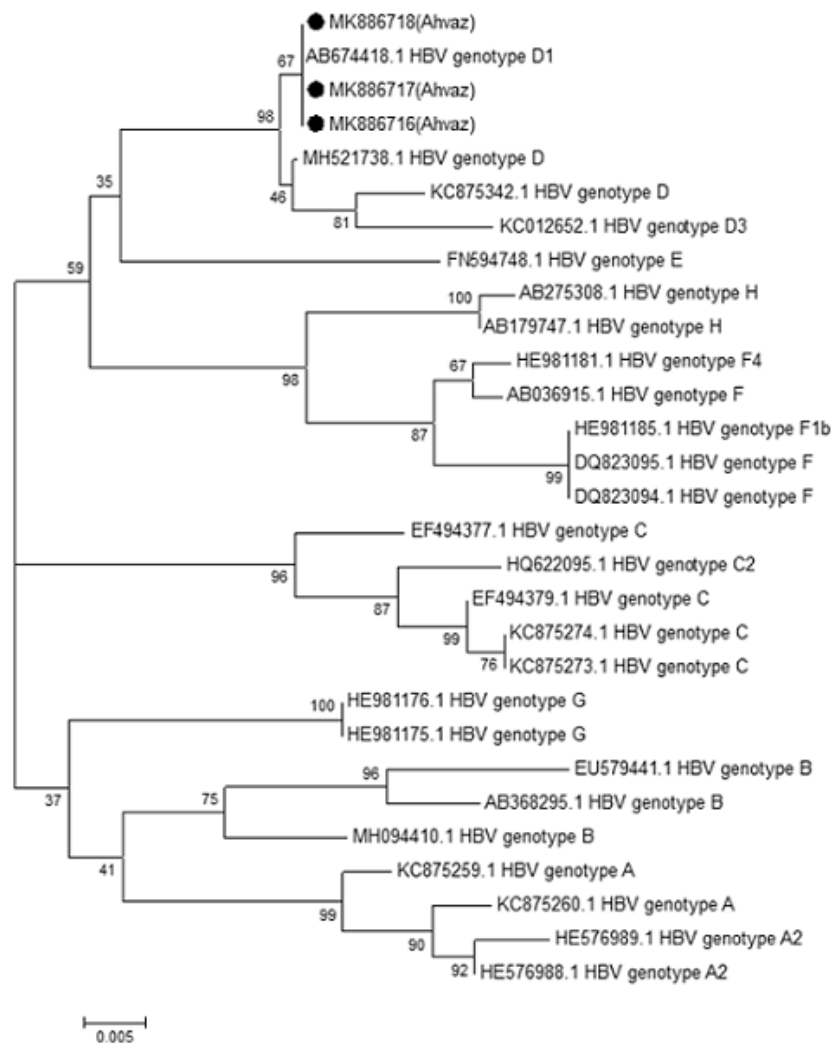 MK886718(Ahvaz)
67
AB674418.1 HBV genotype D1
MK886717(Ahvaz)
98
MK886716(Ahvaz)
MH521738.1 HBV genotype D
35
46
KC875342.1 HBV genotype D
81
KC012652.1 HBV genotype D3
59
FN594748.1 HBV genotype E
100
AB275308.1 HBV genotype H
AB179747.1 HBV genotype H
98
67
HE981181.1 HBV genotype F4
AB036915.1 HBV genotype F
87
HE981185.1 HBV genotype F1b
DQ823095.1 HBV genotype F
99
DQ823094.1 HBV genotype F
EF494377.1 HBV genotype C
96
HQ622095.1 HBV genotype C2
87
EF494379.1 HBV genotype C
99
KC875274.1 HBV genotype C
76
KC875273.1 HBV genotype C
100
HE981176.1 HBV genotype G
HE981175.1 HBV genotype G
37
96
EU579441.1 HBV genotype B
75
AB368295.1 HBV genotype B
MH094410.1 HBV genotype B
41
KC875259.1 HBV genotype A
99
KC875260.1 HBV genotype A
90
HE576989.1 HBV genotype A2
92
HE576988.1 HBV genotype A2
0.005